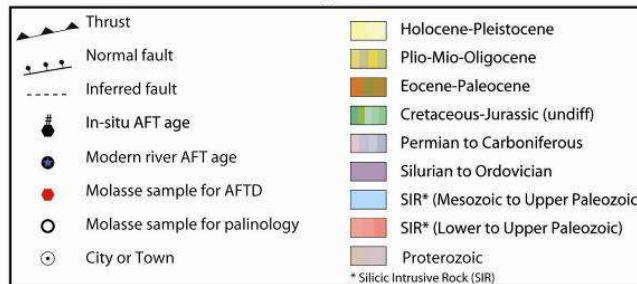 Thrust
Normal fault
Inferred fault
#
In-situ AFT age
Modern river AFT age
Molasse sample for AFTD
Molasse sample for palinology
City or Town
Holocene-Pleistocene
Plio-Mio-Oligocene
Eocene-Paleocene
Cretaceous-Jurassic (undiff)
Permian to Carboniferous
Silurian to Ordovician
SIR* (Mesozoic to Upper Paleozoic
SIR* (Lower to Upper Paleozoic)
Proterozoic
* Silicic Intrusive Rock (SIR)